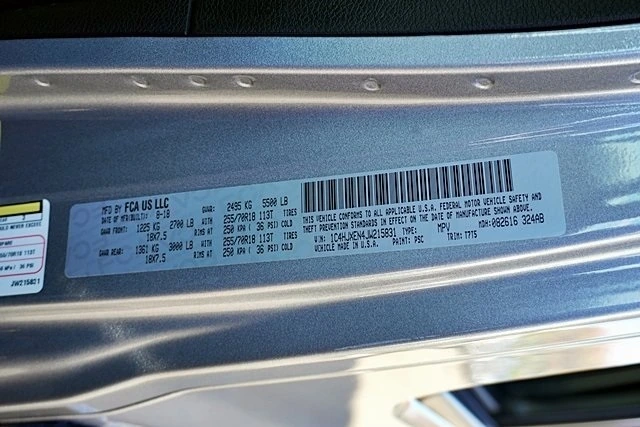 MFD BY FCA US LLC
DATE OF MFR(BUILT): 8-18 GVWR: 2495 KG 5500 LB
GAWR FRONT: 1225 KG 2700 LB WITH 255/70R18 113T TIRES
18X7.5 RIMS AT 250 KPA ( 36 PSI)
1361 KG 3000 LB WITH 255/70R18 113T TIRES
18X7.5 RIMS AT 250 KPA ( 36 PSI)
THIS VEHICLE CONFORMS TO ALL APPLICABLE U.S.A. FEDERAL MOTOR VEHICLE SAFETY AND
THEFT PREVENTION STANDARDS IN EFFECT ON THE DATE OF MANUFACTURE SHOWN ABOVE.
VEHICLE MADE IN U.S.A. MDH: 082616 324AB
VIN: 1C4HJXEN4JW215831 TYPE: MPV
PAINT: PSC TRIM: T7T5
JW215831